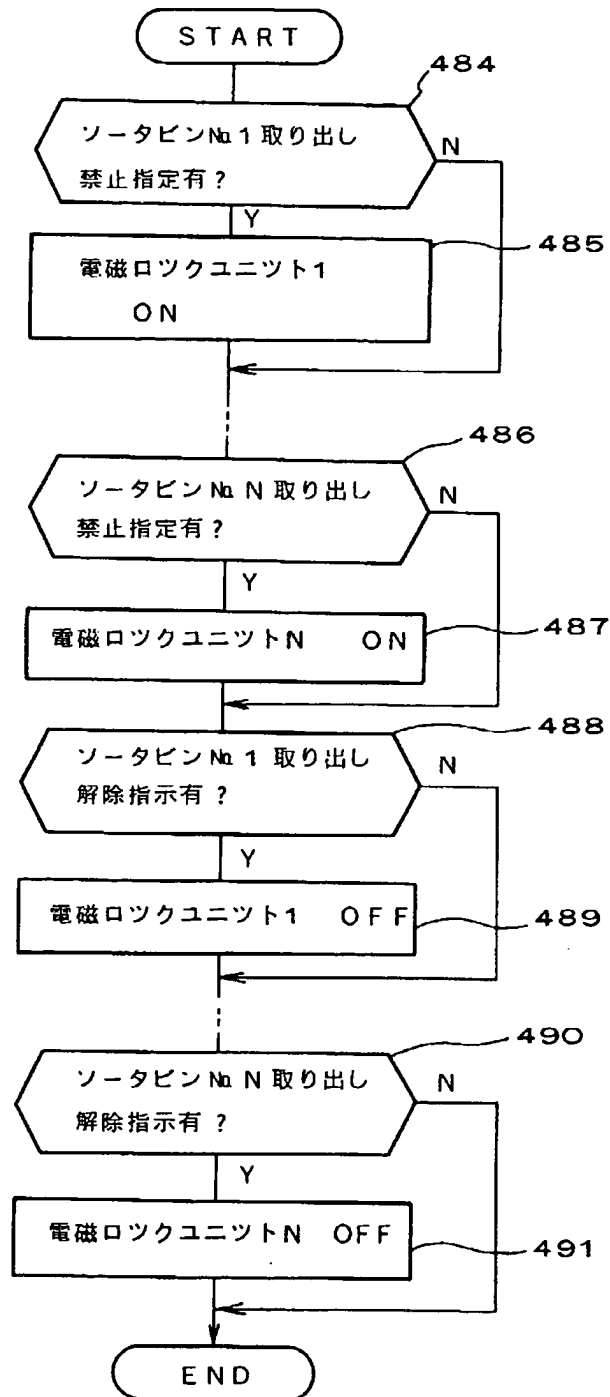 START
484
ソータビン№1取り出し
禁止指定有?
N
Y
485
電磁ロツクユニツト1
ON
486
ソータビン№N取り出し
禁止指定有?
N
Y
487
電磁ロツクユニツトN ON
488
ソータビン№1取り出し
解除指示有?
N
Y
電磁ロツクユニツト1 OFF
489
490
ソータビン№N取り出し
解除指示有?
N
Y
電磁ロツクユニツトN OFF
491
END